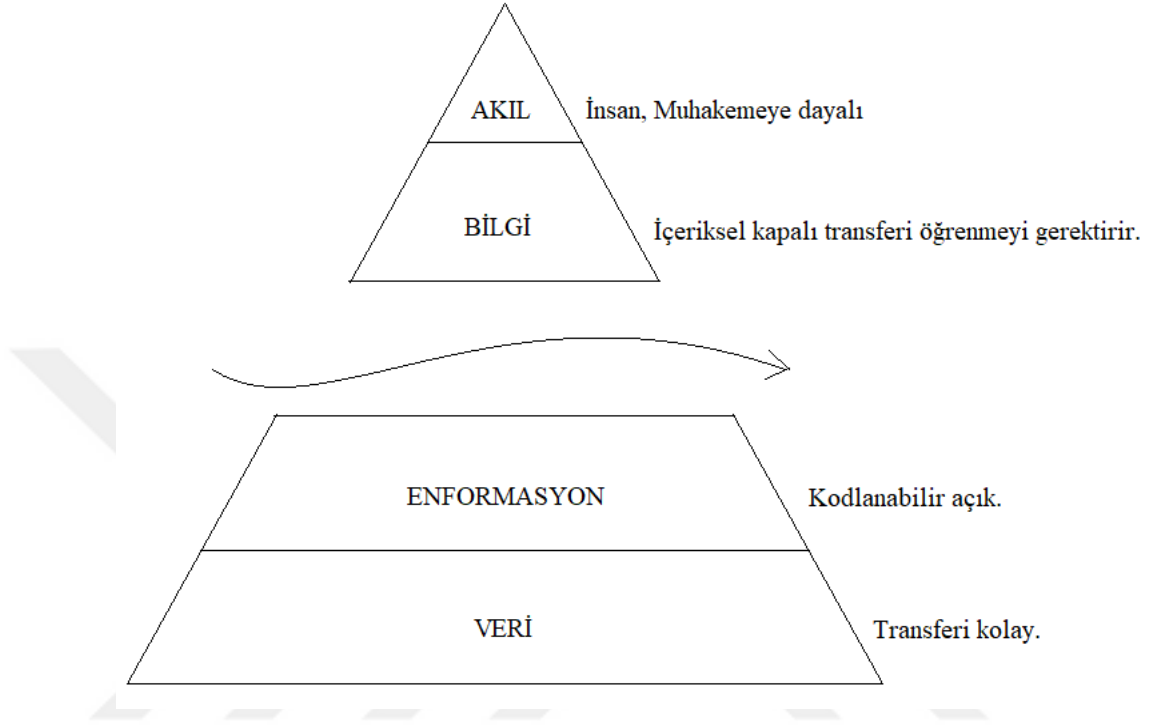 AKIL İnsan, Muhakemeye dayalı
BİLGİ İçeriksel kapalı transferi öğrenmeyi gerektirir.
ENFORMASYON Kodlanabilir açık.
VERİ Transferi kolay.